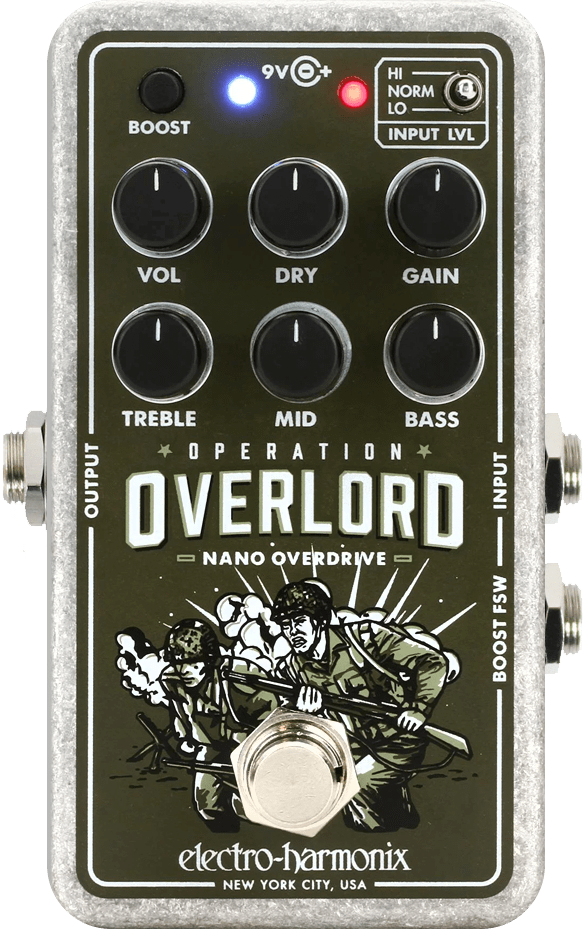 9V - +
BOOST
HI
NORM
LO
INPUT LVL
VOL
DRY
GAIN
TREBLE
MID
BASS
OUTPUT
INPUT
BOOST FSW
OPERATION
OVERLORD
NANO OVERDRIVE
electro-harmonix
NEW YORK CITY, USA